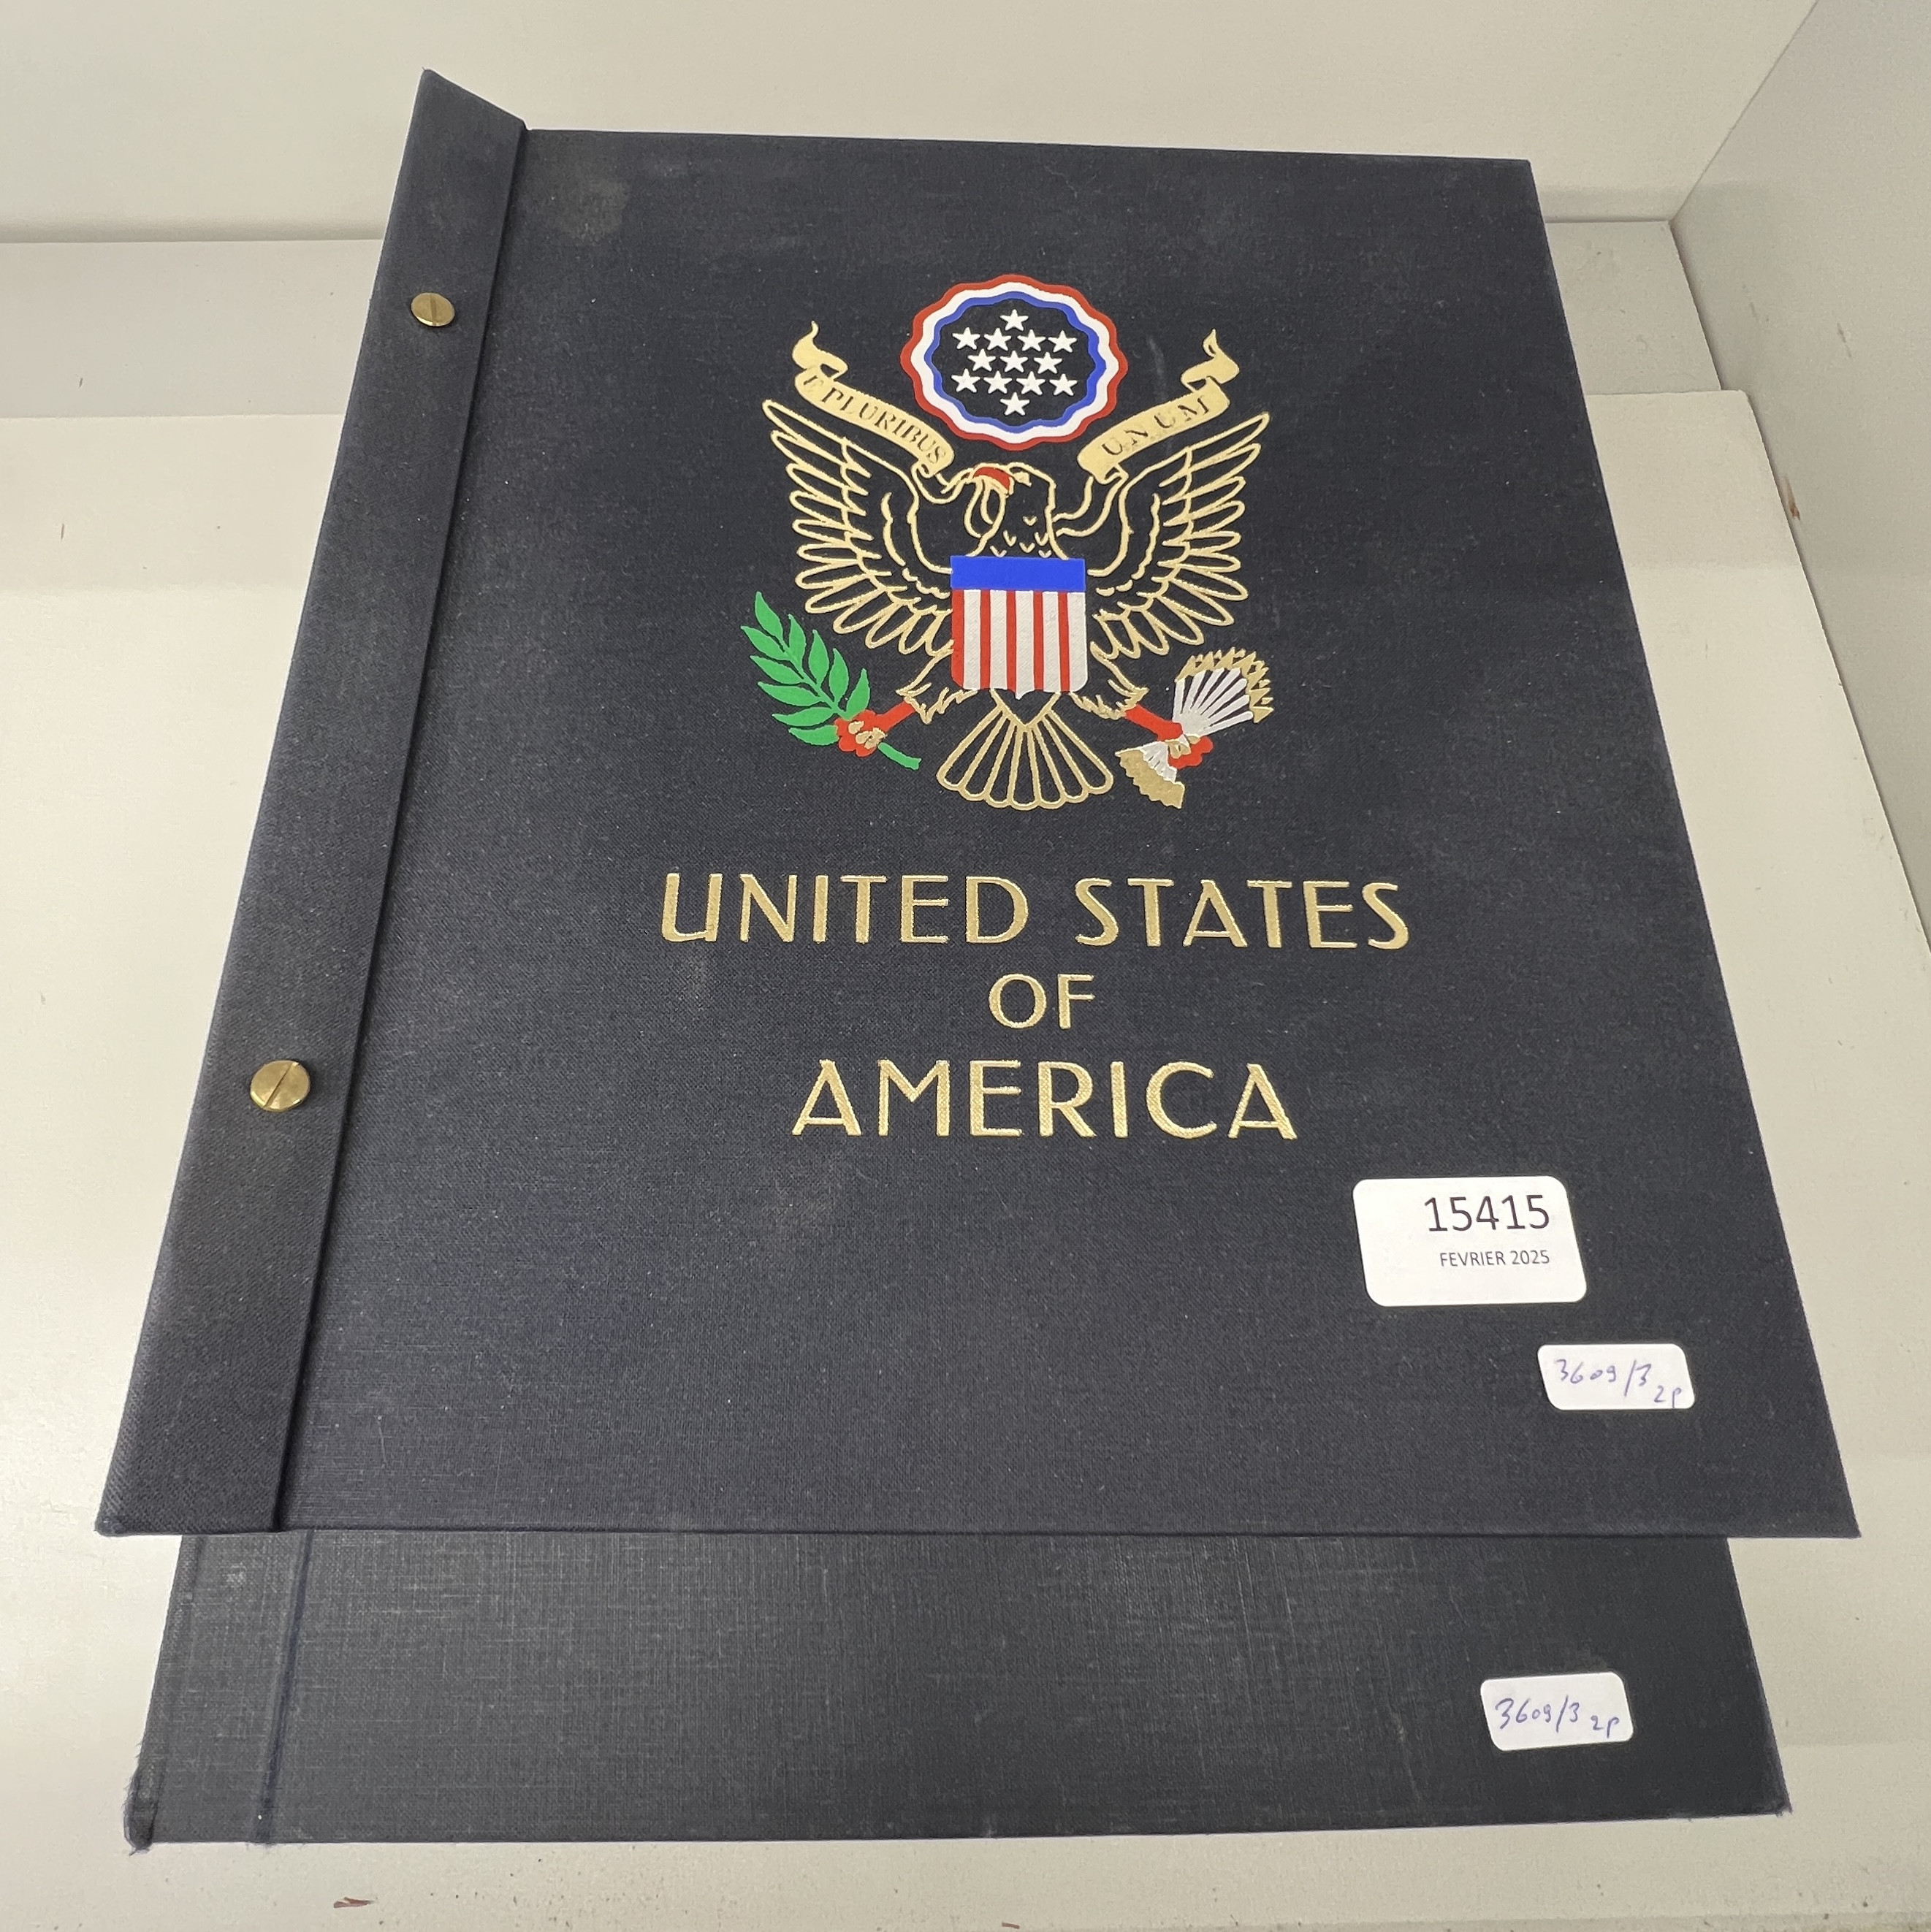 E PLURIBUS UNUM
UNITED STATES
OF
AMERICA
15415
FEVRIER 2025
3609/3 2p
3609/3 2p